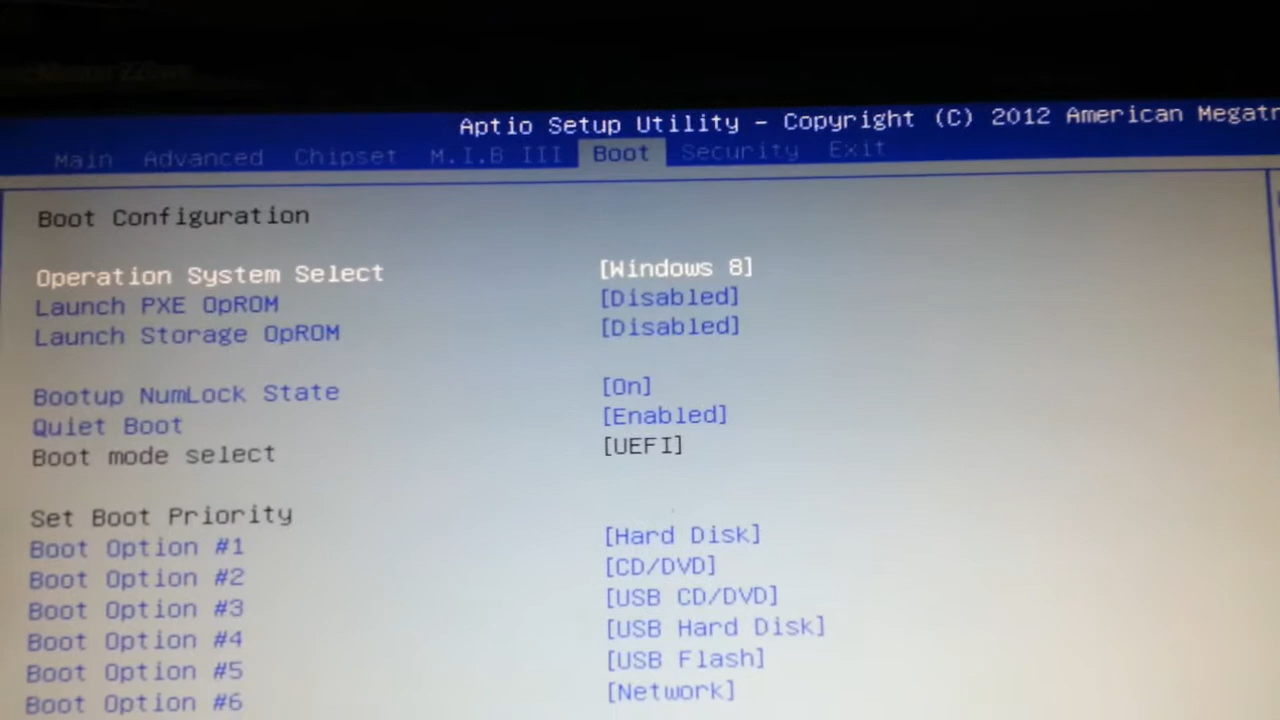 Aptio Setup Utility - Copyright (C) 2012 American Megatr
Main Advanced Chipset M.I.B III Boot Security Exit
Boot Configuration
Operation System Select [Windows 8]
Launch PXE OpROM [Disabled]
Launch Storage OpROM [Disabled]
Bootup NumLock State [On]
Quiet Boot [Enabled]
Boot mode select [UEFI]
Set Boot Priority
Boot Option #1 [Hard Disk]
Boot Option #2 [CD/DVD]
Boot Option #3 [USB CD/DVD]
Boot Option #4 [USB Hard Disk]
Boot Option #5 [USB Flash]
Boot Option #6 [Network]